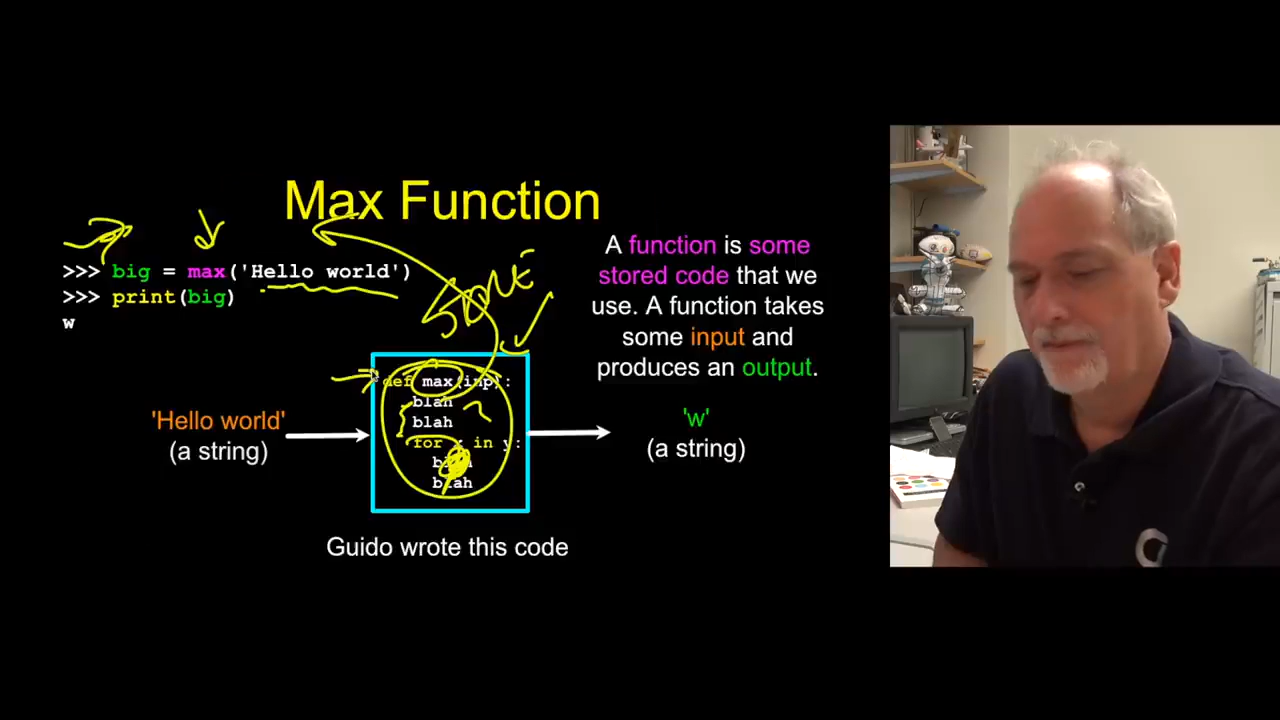 Max Function
>>> big = max('Hello world')
>>> print(big)
w
A function is some
stored code that we
use. A function takes
some input and
produces an output.
'Hello world'
(a string)
def max(inp):
blah
blah
for x in y:
blah
blah
'w'
(a string)
Guido wrote this code